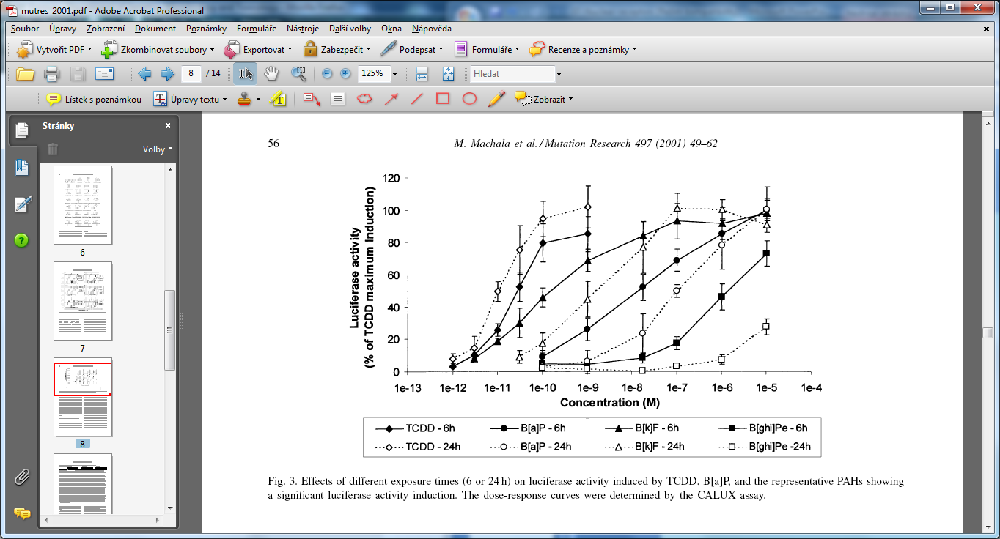 mutres_2001.pdf - Adobe Acrobat Professional
Soubor Úpravy Zobrazení Dokument Poznámky Formuláře Nástroje Další volby Okna Nápověda
Vytvořit PDF Zkombinovat soubory Exportovat Zabezpečit Podepsat Formuláře Recenze a poznámky
8 / 14 125% Hledat
Lístek s poznámkou Úpravy textu Zobrazit
Stránky
Volby
6
7
8
56 M. Machala et al. / Mutation Research 497 (2001) 49–62
Luciferase activity
(% of TCDD maximum induction)
120
100
80
60
40
20
0
1e-13 1e-12 1e-11 1e-10 1e-9 1e-8 1e-7 1e-6 1e-5 1e-4
Concentration (M)
TCDD - 6h B[a]P - 6h B[k]F - 6h B[ghi]Pe - 6h
TCDD - 24h B[a]P - 24h B[k]F - 24h B[ghi]Pe -24h
Fig. 3. Effects of different exposure times (6 or 24 h) on luciferase activity induced by TCDD, B[a]P, and the representative PAHs showing
a significant luciferase activity induction. The dose-response curves were determined by the CALUX assay.